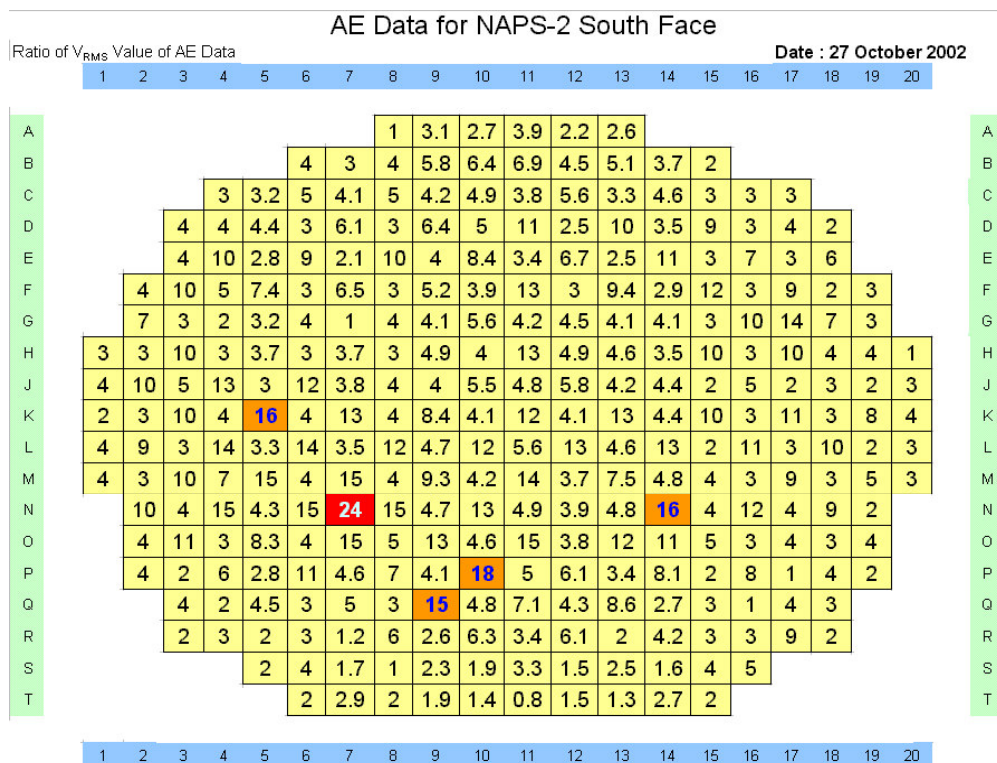 AE Data for NAPS-2 South Face
Ratio of VRMS Value of AE Data Date : 27 October 2002
1 2 3 4 5 6 7 8 9 10 11 12 13 14 15 16 17 18 19 20
A 1 3.1 2.7 3.9 2.2 2.6 A
B 4 3 4 5.8 6.4 6.9 4.5 5.1 3.7 2 B
C 3 3.2 5 4.1 5 4.2 4.9 3.8 5.6 3.3 4.6 3 3 3 C
D 4 4 4.4 3 6.1 3 6.4 5 11 2.5 10 3.5 9 3 4 2 D
E 4 10 2.8 9 2.1 10 4 8.4 3.4 6.7 2.5 11 3 7 3 6 E
F 4 10 5 7.4 3 6.5 3 5.2 3.9 13 3 9.4 2.9 12 3 9 2 3 F
G 7 3 2 3.2 4 1 4 4.1 5.6 4.2 4.5 4.1 4.1 3 10 14 7 3 G
H 3 3 10 3 3.7 3 3.7 3 4.9 4 13 4.9 4.6 3.5 10 3 10 4 4 1 H
J 4 10 5 13 3 12 3.8 4 4 5.5 4.8 5.8 4.2 4.4 2 5 2 3 2 3 J
K 2 3 10 4 16 4 13 4 8.4 4.1 12 4.1 13 4.4 10 3 11 3 8 4 K
L 4 9 3 14 3.3 14 3.5 12 4.7 12 5.6 13 4.6 13 2 11 3 10 2 3 L
M 4 3 10 7 15 4 15 4 9.3 4.2 14 3.7 7.5 4.8 4 3 9 3 5 3 M
N 10 4 15 4.3 15 24 15 4.7 13 4.9 3.9 4.8 16 4 12 4 9 2 N
O 4 11 3 8.3 4 15 5 13 4.6 15 3.8 12 11 5 3 4 3 4 O
P 4 2 6 2.8 11 4.6 7 4.1 18 5 6.1 3.4 8.1 2 8 1 4 2 P
Q 4 2 4.5 3 5 3 15 4.8 7.1 4.3 8.6 2.7 3 1 4 3 Q
R 2 3 2 3 1.2 6 2.6 6.3 3.4 6.1 2 4.2 3 3 9 2 R
S 2 4 1.7 1 2.3 1.9 3.3 1.5 2.5 1.6 4 5 S
T 2 2.9 2 1.9 1.4 0.8 1.5 1.3 2.7 2 T
1 2 3 4 5 6 7 8 9 10 11 12 13 14 15 16 17 18 19 20